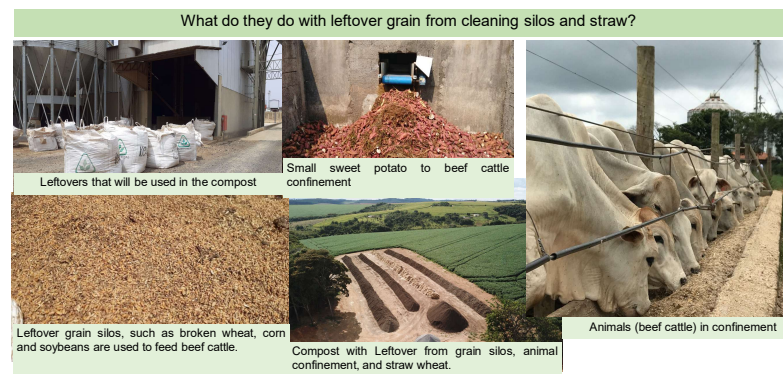 What do they do with leftover grain from cleaning silos and straw?
Leftovers that will be used in the compost
Small sweet potato to beef cattle
confinement
Leftover grain silos, such as broken wheat, corn
and soybeans are used to feed beef cattle.
Compost with Leftover from grain silos, animal
confinement, and straw wheat.
Animals (beef cattle) in confinement